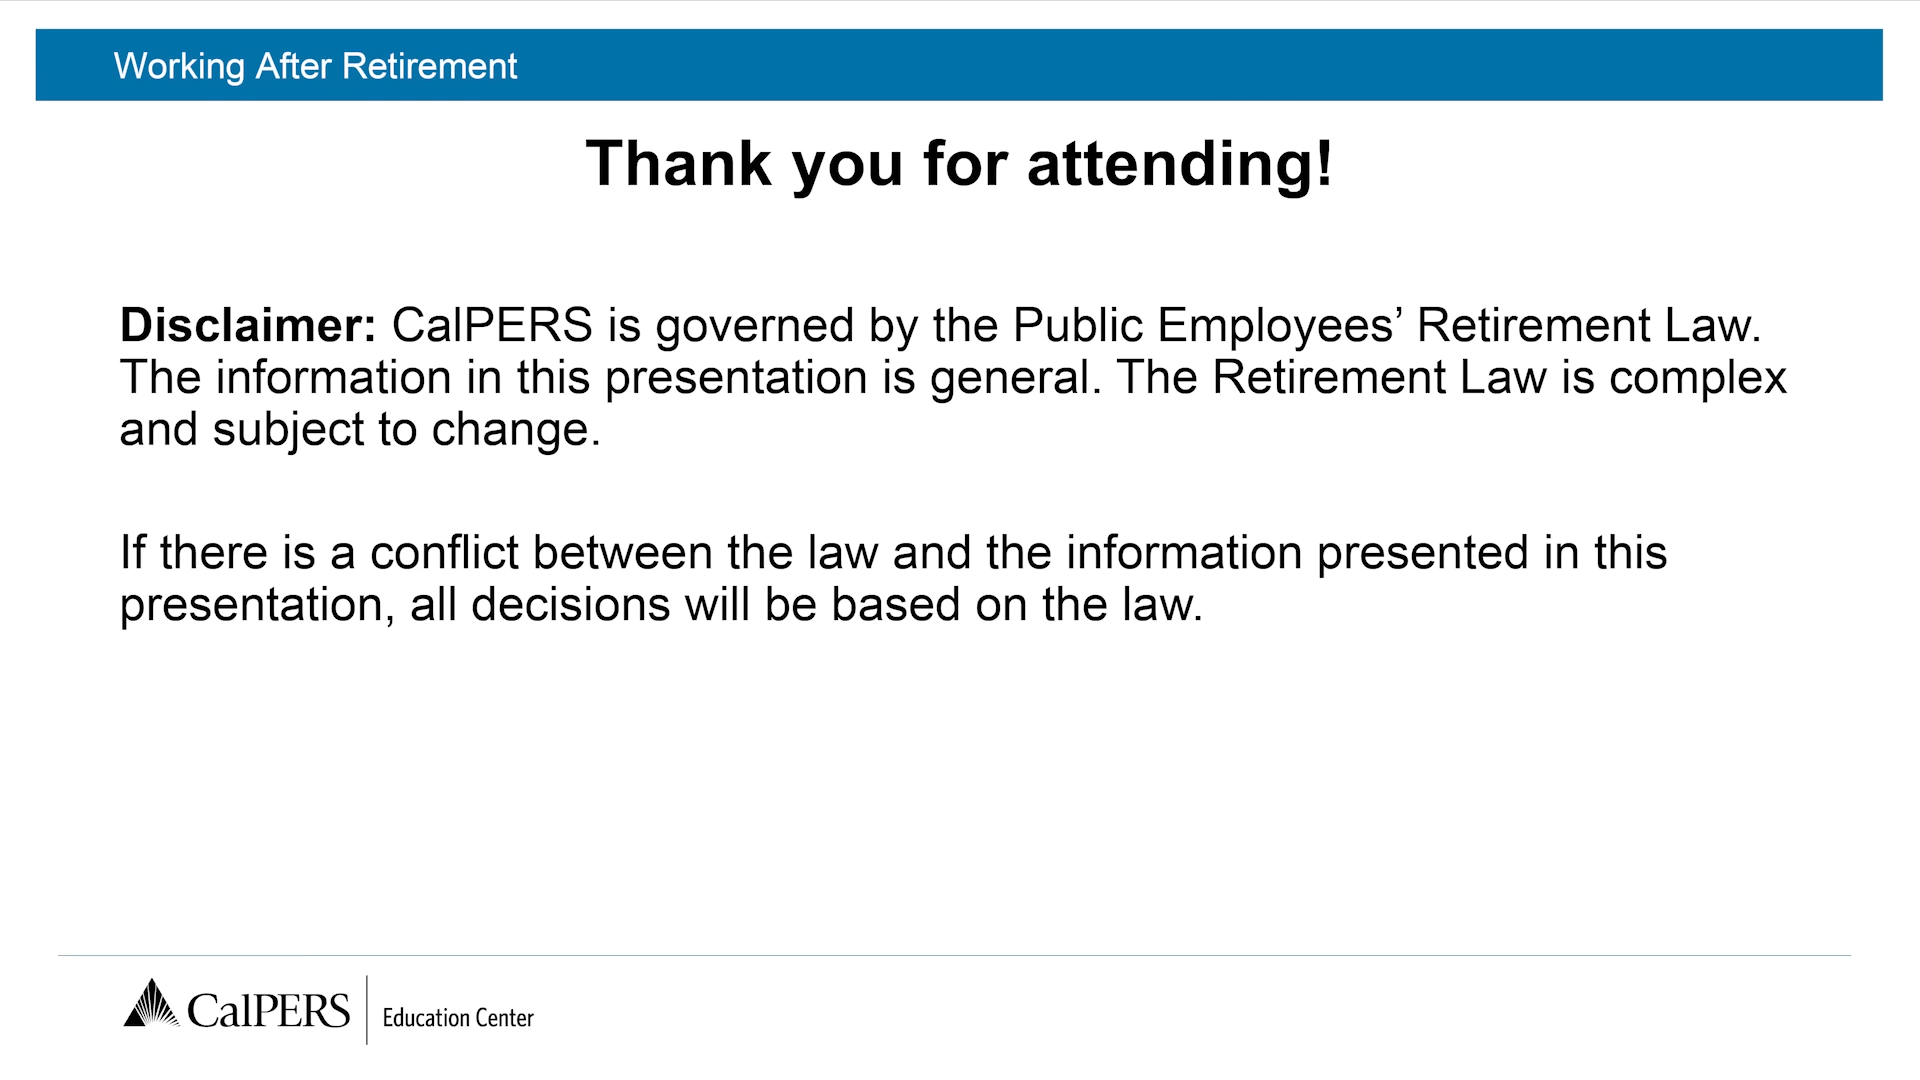 Working After Retirement
Thank you for attending!
Disclaimer: CalPERS is governed by the Public Employees’ Retirement Law.
The information in this presentation is general. The Retirement Law is complex
and subject to change.
If there is a conflict between the law and the information presented in this
presentation, all decisions will be based on the law.
CalPERS Education Center